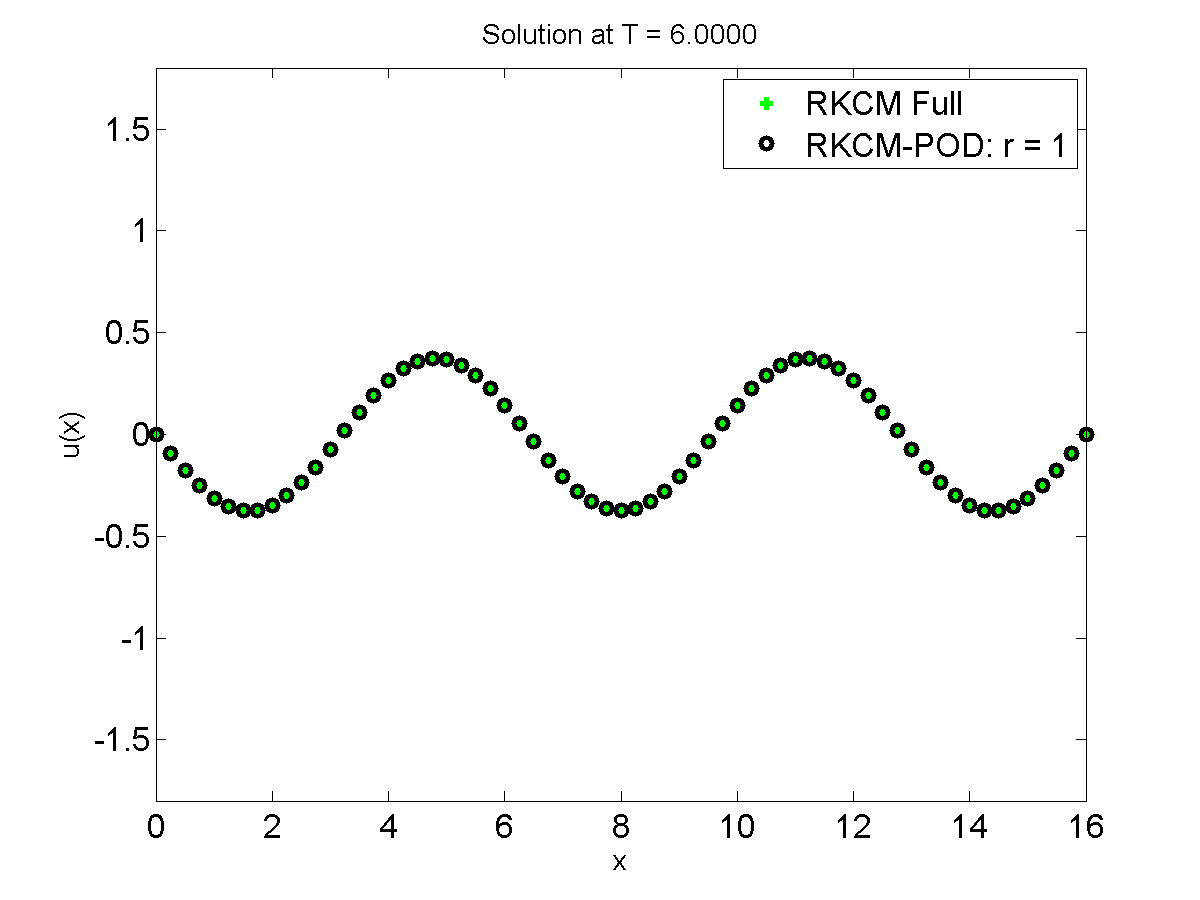 Solution at T = 6.0000
RKCM Full
RKCM-POD: r = 1
1.5
1
0.5
0
-0.5
-1
-1.5
u(x)
0 2 4 6 8 10 12 14 16
x